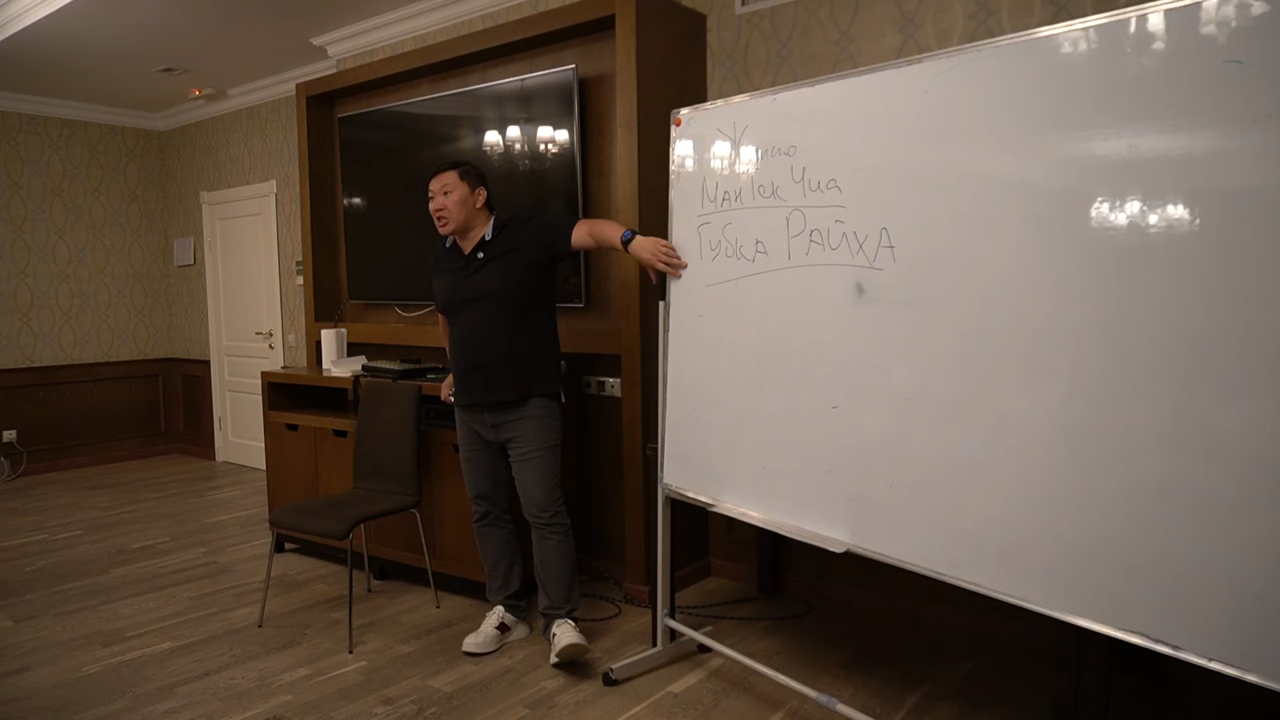 Мантек Чиа
Губка Райха